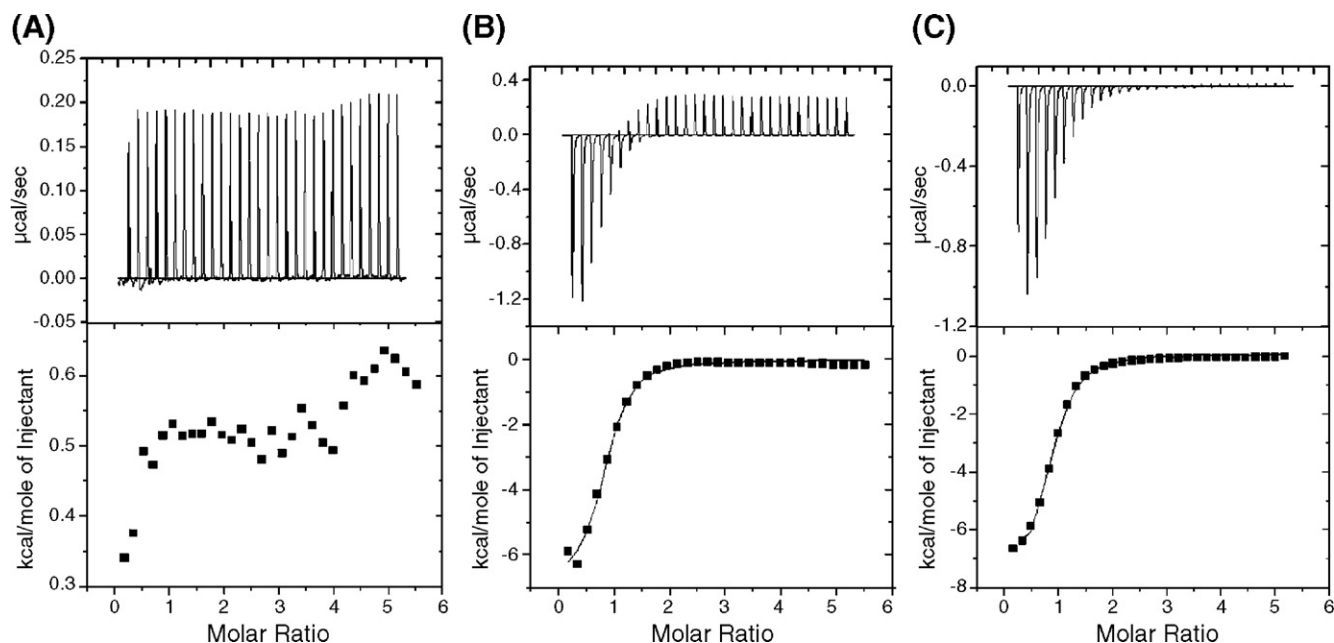 (A)
0.25
0.20
0.15
0.10
0.05
0.00
-0.05
µcal/sec
0.6
0.5
0.4
0.3
kcal/mole of Injectant
0 1 2 3 4 5 6
Molar Ratio
(B)
0.4
0.0
-0.4
-0.8
-1.2
µcal/sec
0
-2
-4
-6
kcal/mole of Injectant
0 1 2 3 4 5 6
Molar Ratio
(C)
0.0
-0.4
-0.8
-1.2
µcal/sec
0
-2
-4
-6
-8
kcal/mole of Injectant
0 1 2 3 4 5 6
Molar Ratio